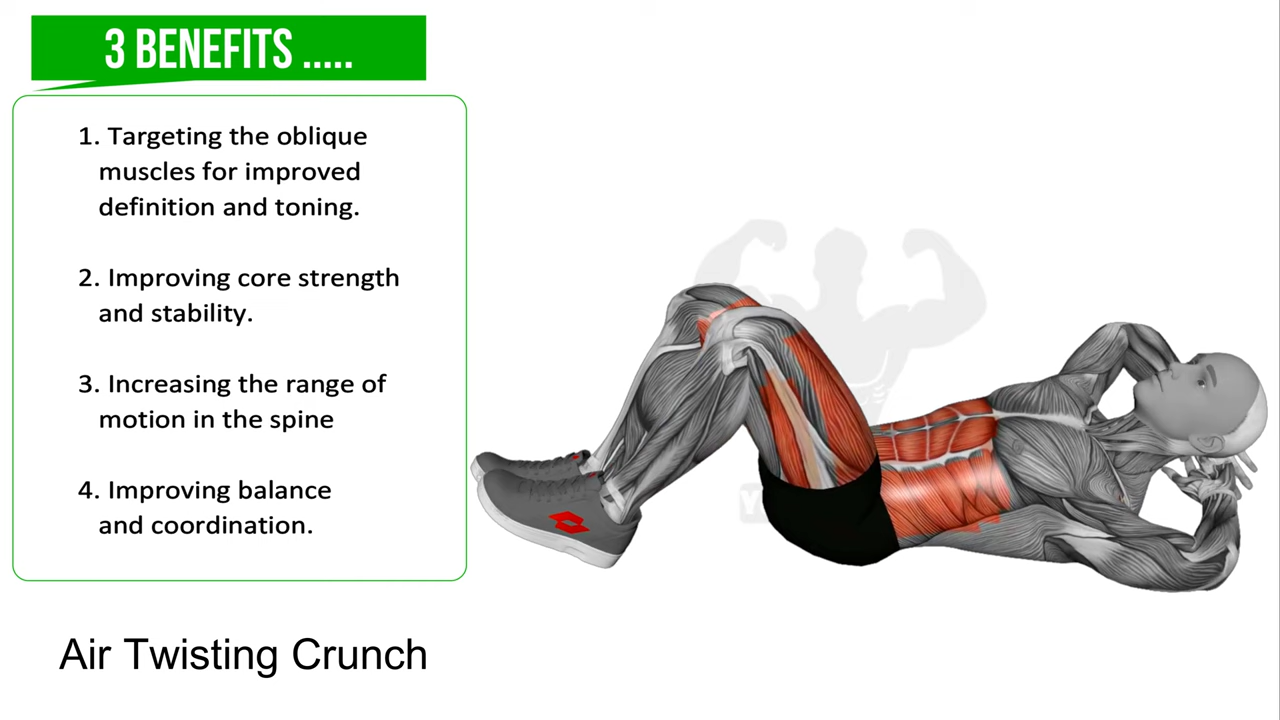 3 BENEFITS .....
1. Targeting the oblique
muscles for improved
definition and toning.
2. Improving core strength
and stability.
3. Increasing the range of
motion in the spine
4. Improving balance
and coordination.
Air Twisting Crunch